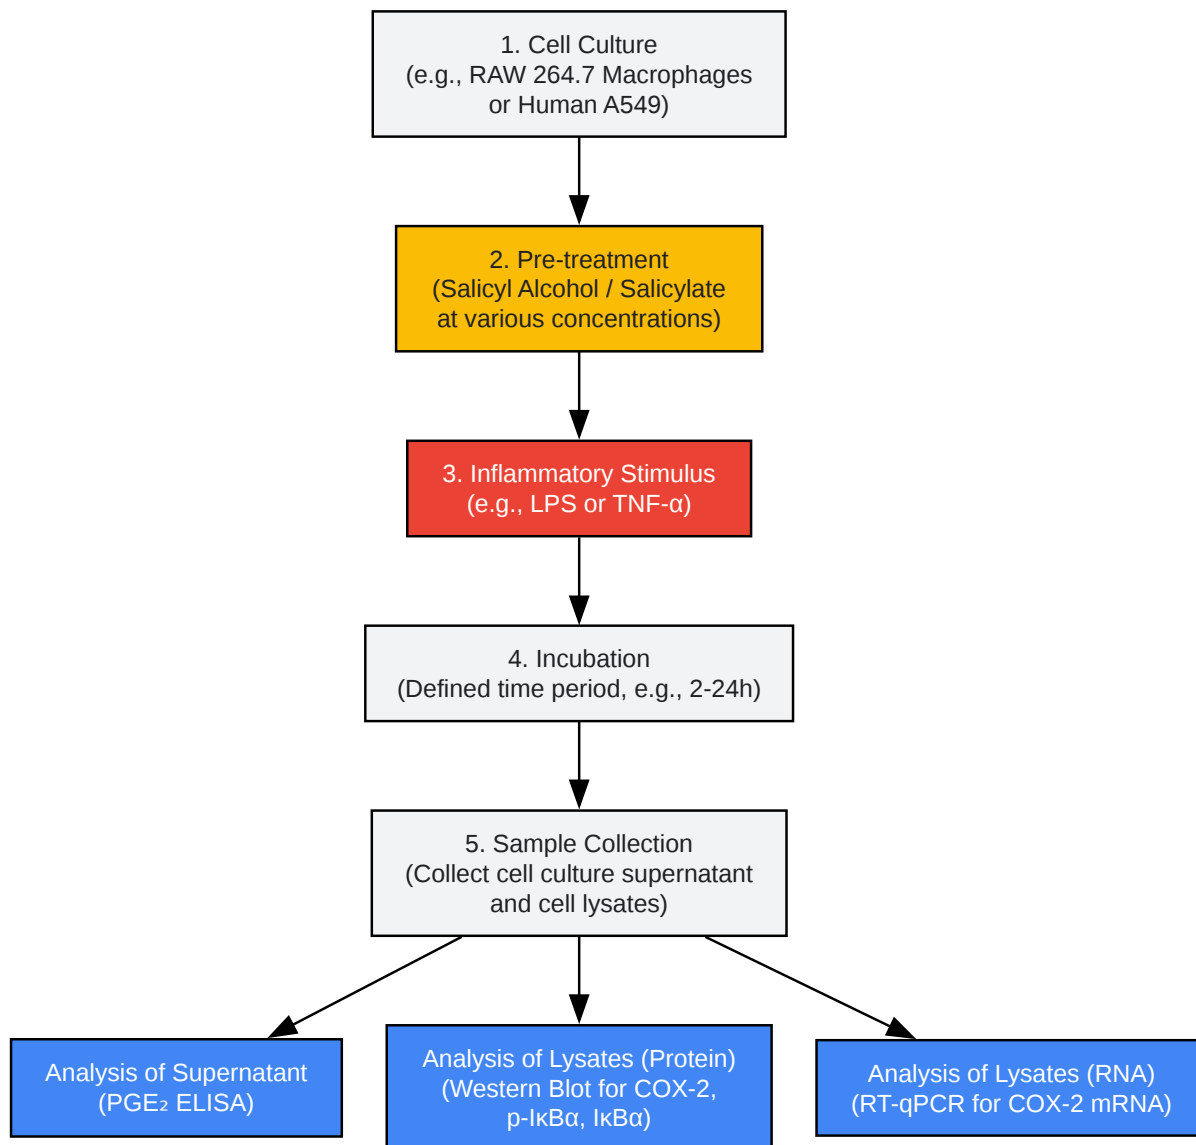 1. Cell Culture
(e.g., RAW 264.7 Macrophages
or Human A549)
2. Pre-treatment
(Salicyl Alcohol / Salicylate
at various concentrations)
3. Inflammatory Stimulus
(e.g., LPS or TNF-α)
4. Incubation
(Defined time period, e.g., 2-24h)
5. Sample Collection
(Collect cell culture supernatant
and cell lysates)
Analysis of Supernatant
(PGE₂ ELISA)
Analysis of Lysates (Protein)
(Western Blot for COX-2,
p-IκBα, IκBα)
Analysis of Lysates (RNA)
(RT-qPCR for COX-2 mRNA)